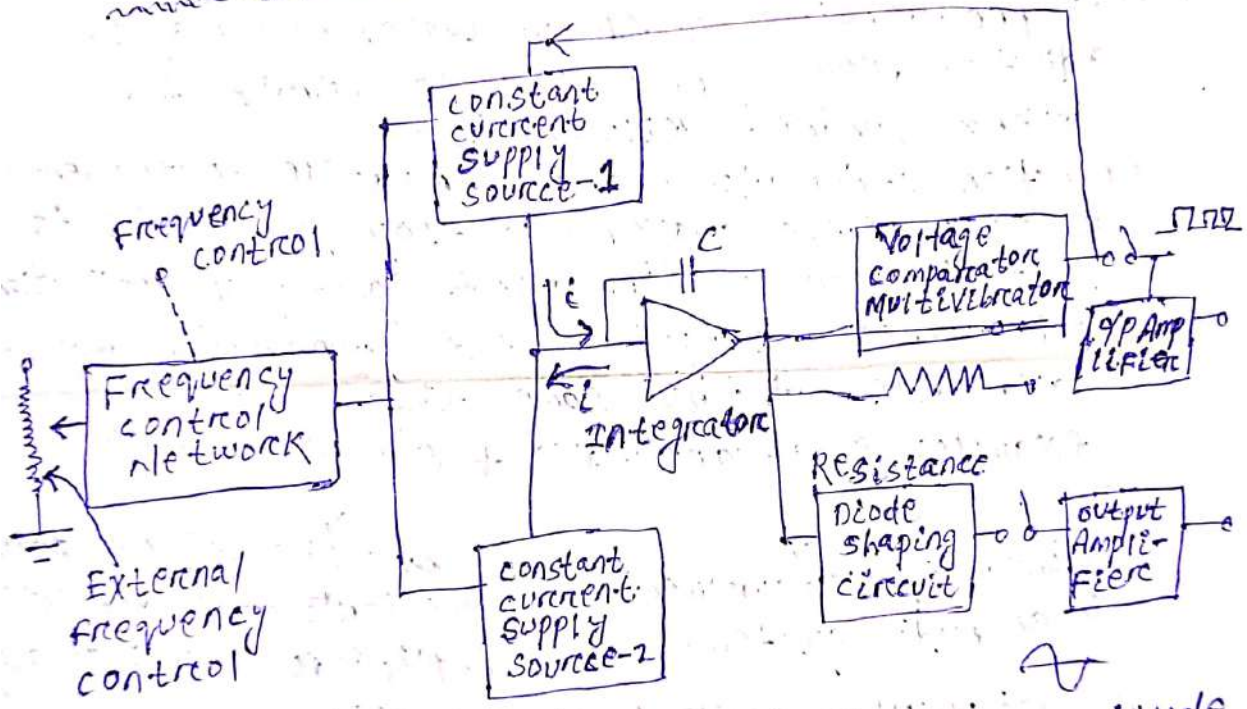 constant
current
supply
source-1
Frequency
control
C
i
Voltage
comparator
Multivibrator
O/P Amp
lifier
Frequency
control
Network
i
Integrator
Resistance
Diode
shaping
circuit
output
Ampli-
fier
External
frequency
control
constant
current
supply
source-2